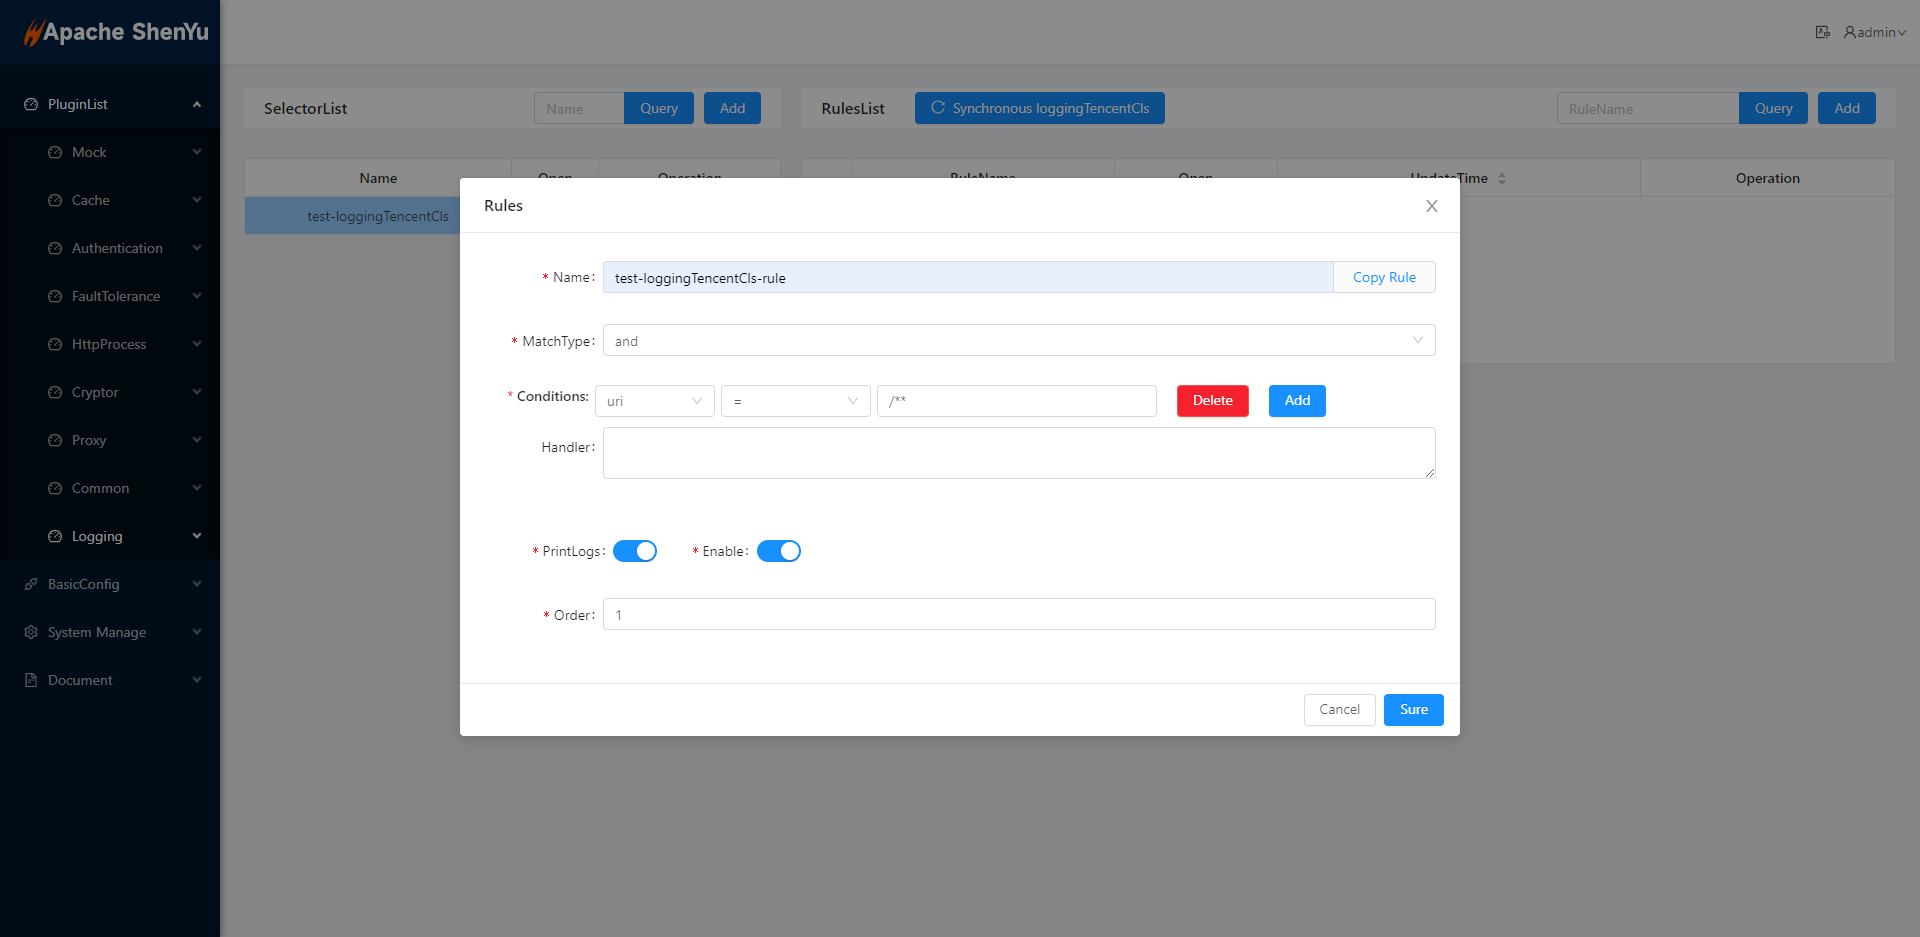 Apache ShenYu
admin
PluginList
Mock
Cache
Authentication
FaultTolerance
HttpProcess
Cryptor
Proxy
Common
Logging
BasicConfig
System Manage
Document
SelectorList
Name
Query
Add
RulesList
Synchronous loggingTencentCls
RuleName
Query
Add
Name
Open
Operation
RuleName
Open
UpdateTime
Operation
test-loggingTencentCls
Rules
* Name:
test-loggingTencentCls-rule
Copy Rule
* MatchType:
and
* Conditions:
uri
=
/**
Delete
Add
Handler:
* PrintLogs:
* Enable:
* Order:
1
Cancel
Sure